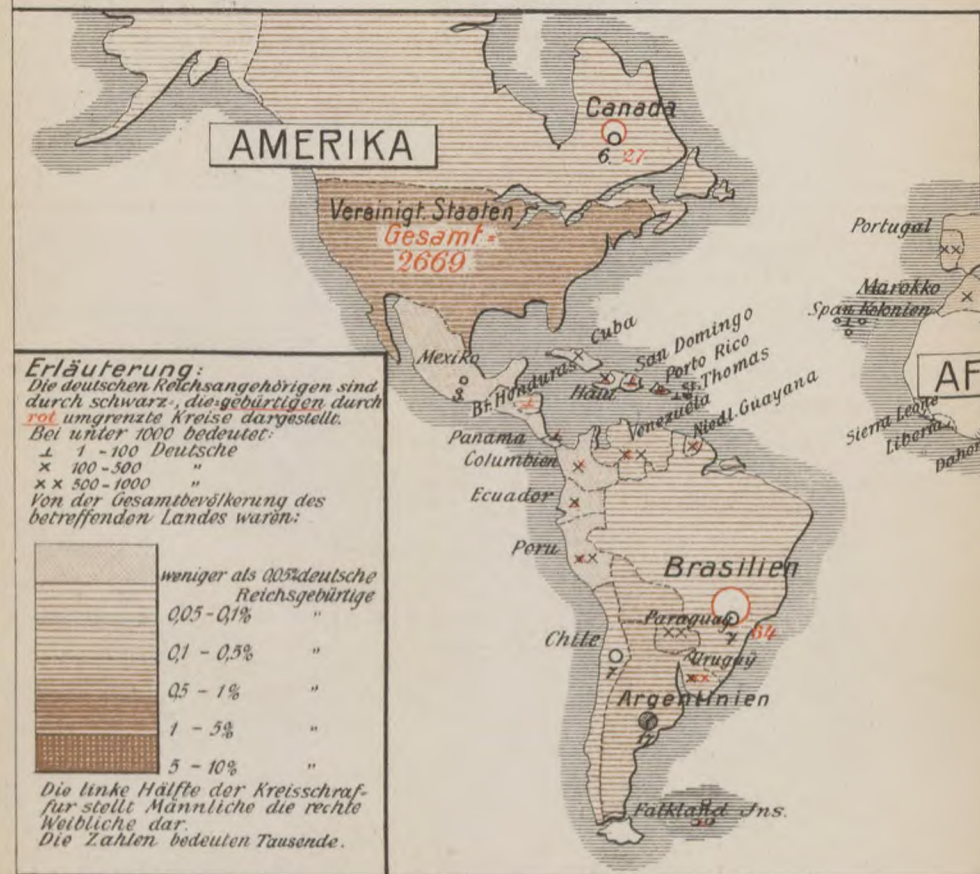 AMERIKA
Canada
6. 27
Vereinigt. Staaten
Gesamt=
2669
Portugal
Marokko
Span Kolonien
AF
Sierra Leone
Liberia
Dahom
Cuba
San Domingo
Porto Rico
St. Thomas
Mexiko
3
Br. Honduras
Haiti
Venezuela
Niedl. Guayana
Panama
Columbien
Ecuador
Peru
Brasilien
7 64
Paraguay
Chile
7
Uruguay
Argentinien
17
Falkland Jns.
Erläuterung:
Die deutschen Reichsangehörigen sind
durch schwarz-, die=gebürtigen durch
rot umgrenzte Kreise dargestellt.
Bei unter 1000 bedeutet:
⊥ 1 - 100 Deutsche
× 100 - 500 "
× × 500 - 1000 "
Von der Gesamtbevölkerung des
betreffenden Landes waren:
weniger als 0,05% deutsche
Reichsgebürtige
0,05 - 0,1% "
0,1 - 0,5% "
0,5 - 1% "
1 - 5% "
5 - 10% "
Die linke Hälfte der Kreisschraf-
fur stellt Männliche die rechte
Weibliche dar.
Die Zahlen bedeuten Tausende.